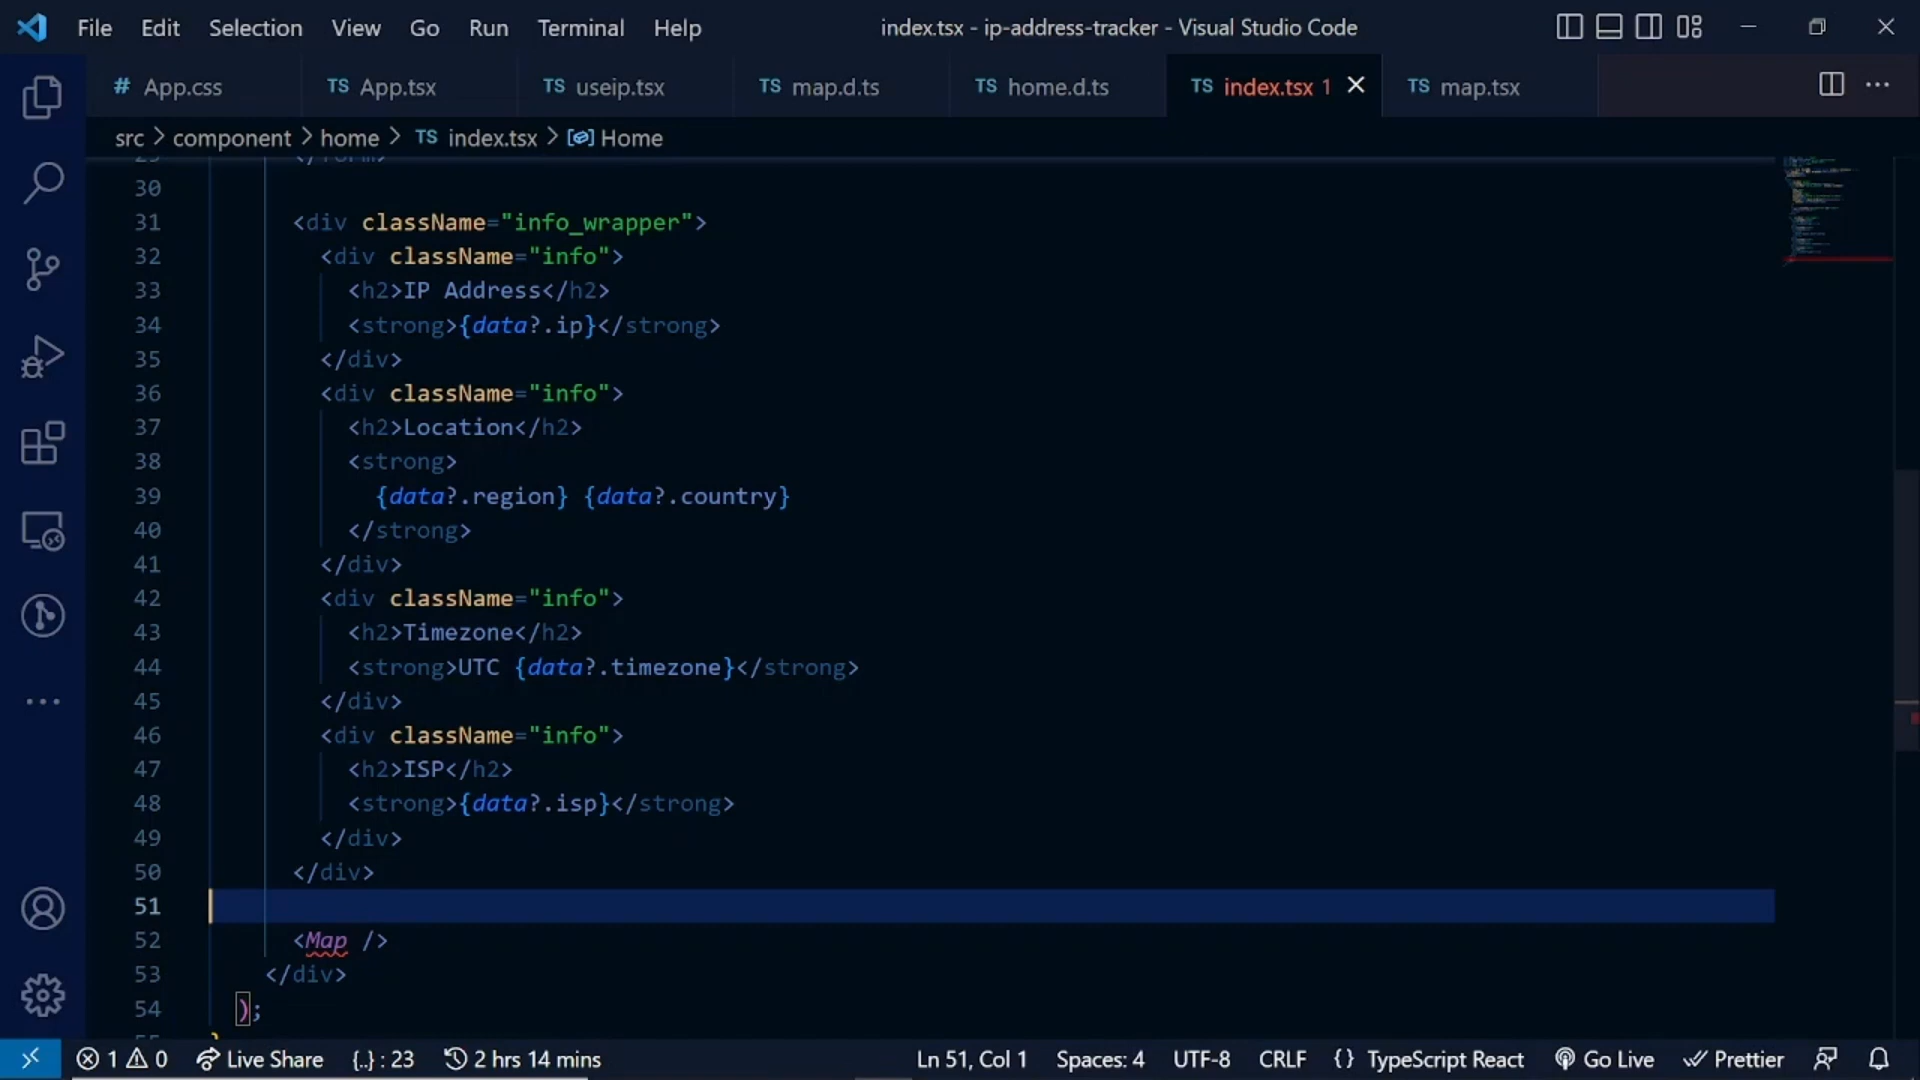 File Edit Selection View Go Run Terminal Help index.tsx - ip-address-tracker - Visual Studio Code
# App.css TS App.tsx TS useip.tsx TS map.d.ts TS home.d.ts TS index.tsx 1 TS map.tsx
src > component > home > TS index.tsx > Home
30
31 <div className="info_wrapper">
32 <div className="info">
33 <h2>IP Address</h2>
34 <strong>{data?.ip}</strong>
35 </div>
36 <div className="info">
37 <h2>Location</h2>
38 <strong>
39 {data?.region} {data?.country}
40 </strong>
41 </div>
42 <div className="info">
43 <h2>Timezone</h2>
44 <strong>UTC {data?.timezone}</strong>
45 </div>
46 <div className="info">
47 <h2>ISP</h2>
48 <strong>{data?.isp}</strong>
49 </div>
50 </div>
51
52 <Map />
53 </div>
54 );
1 0 Live Share {..} : 23 2 hrs 14 mins Ln 51, Col 1 Spaces: 4 UTF-8 CRLF {} TypeScript React Go Live Prettier